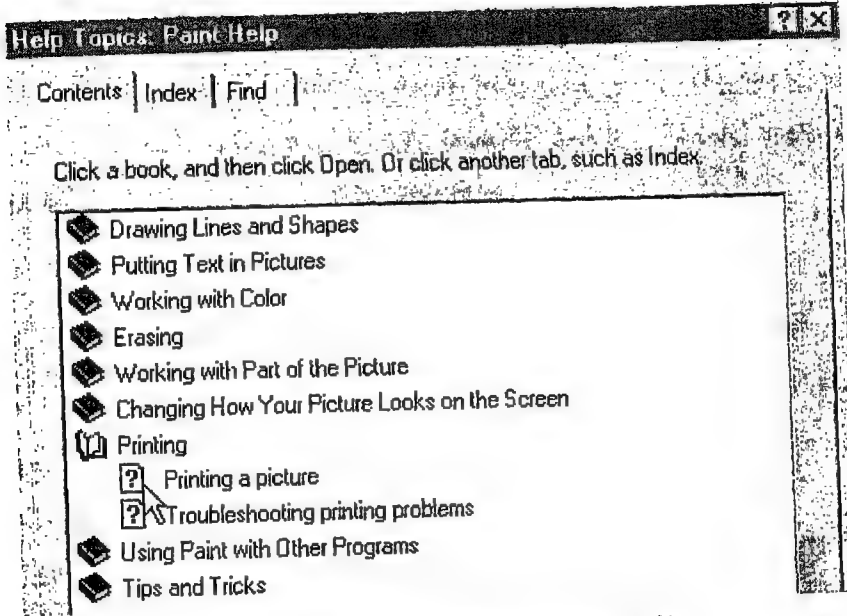 Help Topics: Paint Help
Contents Index Find
Click a book, and then click Open. Or click another tab, such as Index.
Drawing Lines and Shapes
Putting Text in Pictures
Working with Color
Erasing
Working with Part of the Picture
Changing How Your Picture Looks on the Screen
Printing
Printing a picture
Troubleshooting printing problems
Using Paint with Other Programs
Tips and Tricks